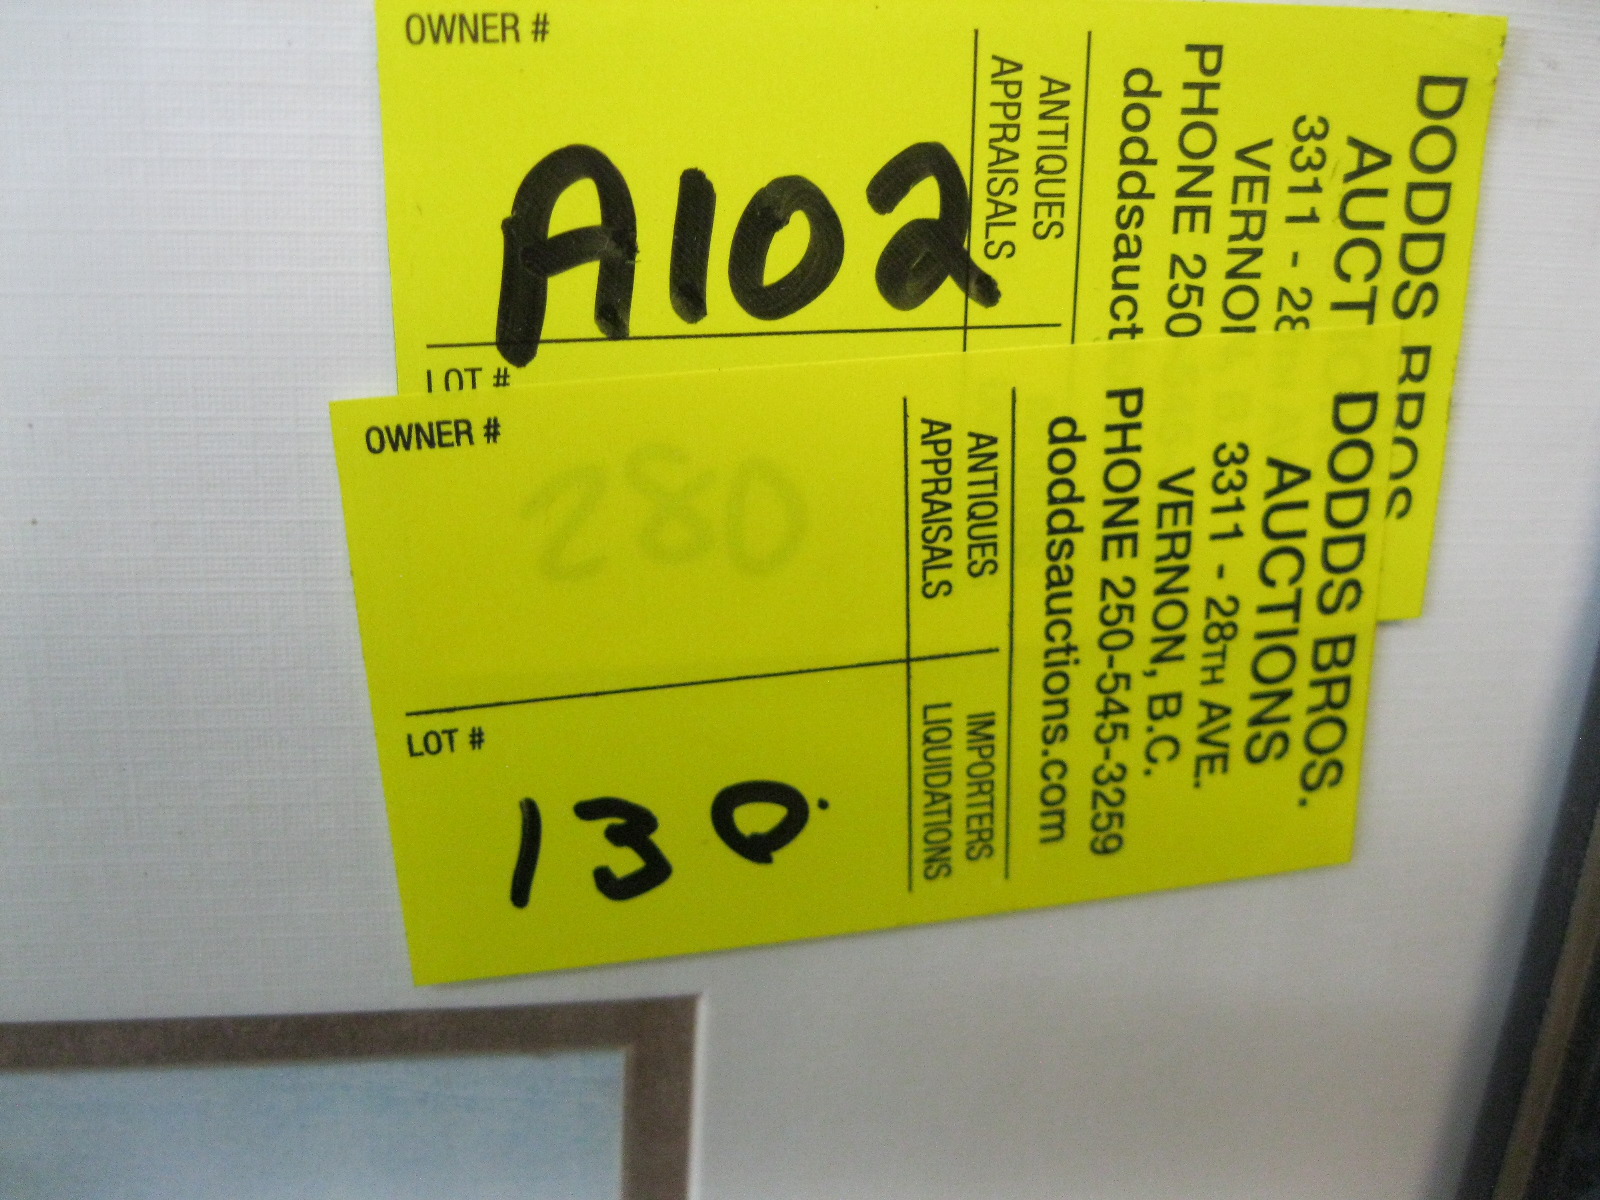 OWNER #
A102
LOT #
ANTIQUES
APPRAISALS
DODDS BROS
AUCT
3311 - 28
VERNO
PHONE 250
doddsauct
OWNER #
280
LOT #
130
ANTIQUES IMPORTERS
APPRAISALS LIQUIDATIONS
DODDS BROS.
AUCTIONS
3311 - 28TH AVE.
VERNON, B.C.
PHONE 250-545-3259
doddsauctions.com